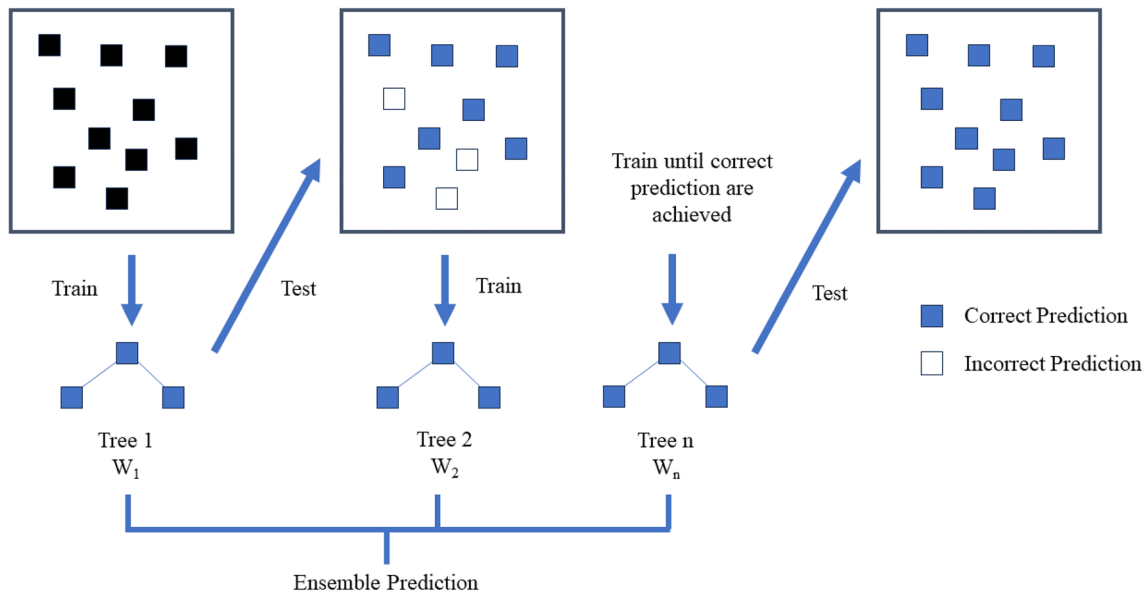 Train until correct
prediction are
achieved
Train
Test
Train
Test
Correct Prediction
Incorrect Prediction
Tree 1
W₁
Tree 2
W₂
Tree n
Wₙ
Ensemble Prediction